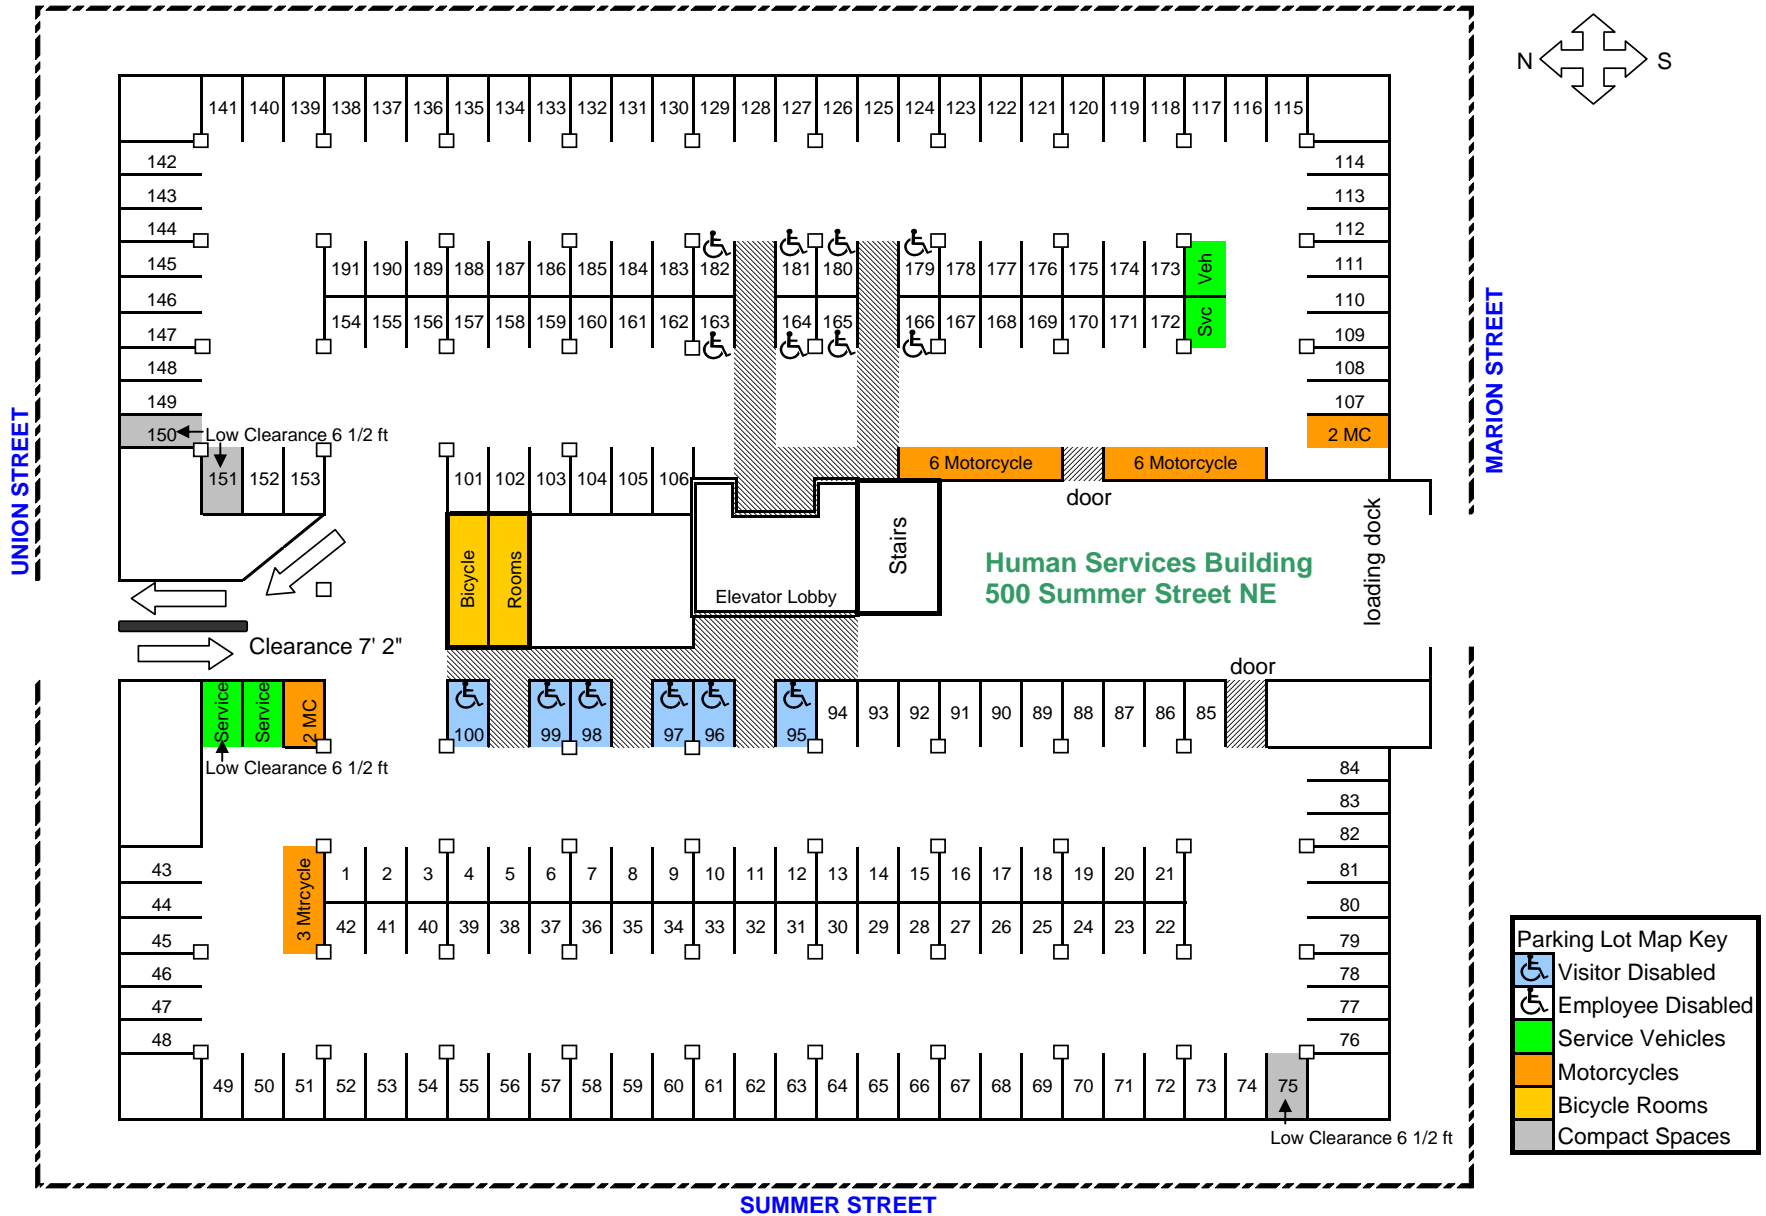 N S
141 140 139 138 137 136 135 134 133 132 131 130 129 128 127 126 125 124 123 122 121 120 119 118 117 116 115
142
143
144
145
146
147
148
149
150
Low Clearance 6 1/2 ft
151 152 153
114
113
112
111
110
109
108
107
2 MC
191 190 189 188 187 186 185 184 183 182 181 180 179 178 177 176 175 174 173 Veh
154 155 156 157 158 159 160 161 162 163 164 165 166 167 168 169 170 171 172 Svc
101 102 103 104 105 106
6 Motorcycle 6 Motorcycle
door
UNION STREET
MARION STREET
Bicycle
Rooms
Elevator Lobby
Stairs
Human Services Building
500 Summer Street NE
loading dock
Clearance 7' 2"
door
Service Service 2 MC
Low Clearance 6 1/2 ft
100 99 98 97 96 95 94 93 92 91 90 89 88 87 86 85
84
83
82
81
80
79
78
77
76
3 Mtrcycle
1 2 3 4 5 6 7 8 9 10 11 12 13 14 15 16 17 18 19 20 21
42 41 40 39 38 37 36 35 34 33 32 31 30 29 28 27 26 25 24 23 22
43
44
45
46
47
48
49 50 51 52 53 54 55 56 57 58 59 60 61 62 63 64 65 66 67 68 69 70 71 72 73 74 75
Low Clearance 6 1/2 ft
SUMMER STREET
Parking Lot Map Key
Visitor Disabled
Employee Disabled
Service Vehicles
Motorcycles
Bicycle Rooms
Compact Spaces